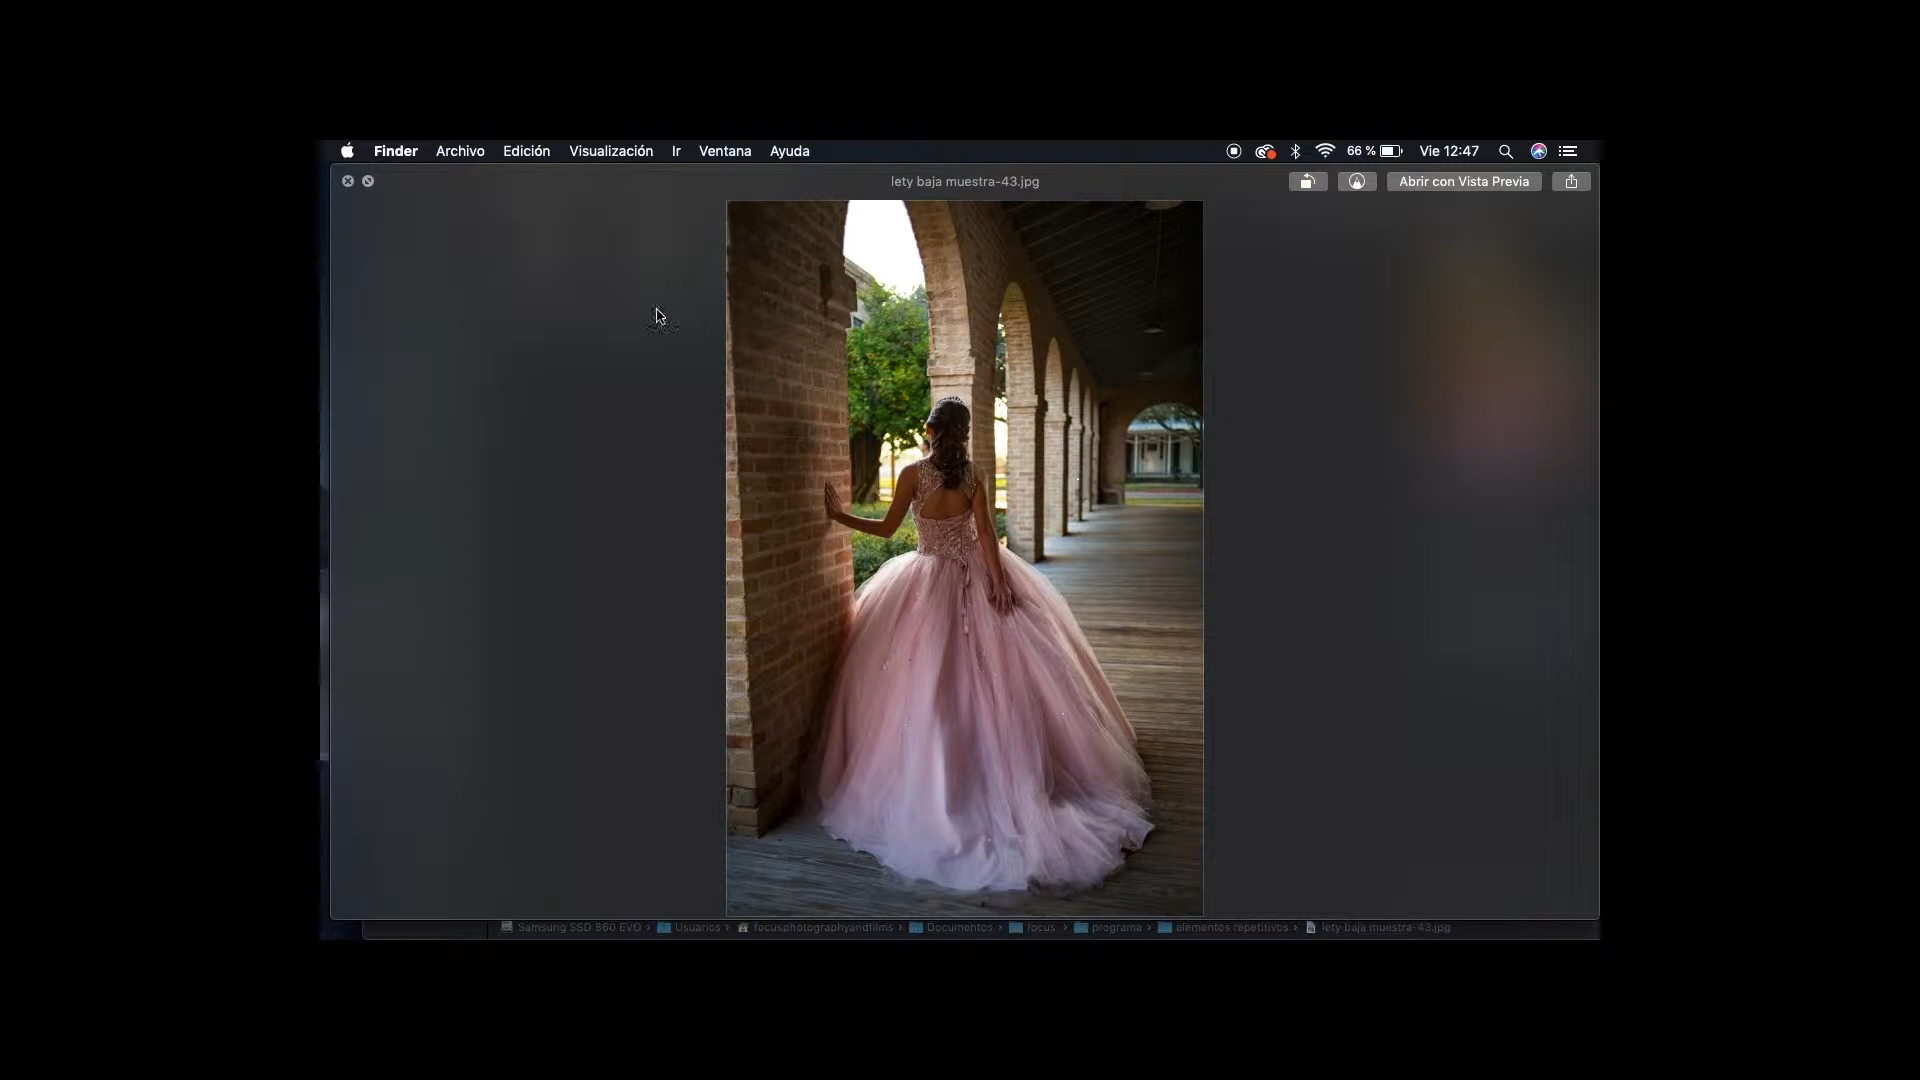 Finder Archivo Edición Visualización Ir Ventana Ayuda 66 % Vie 12:47
lety baja muestra-43.jpg Abrir con Vista Previa
Samsung SSD 860 EVO › Usuarios › focusphotographyandfilms › Documentos › focus › programa › elementos repetitivos › lety baja muestra-43.jpg